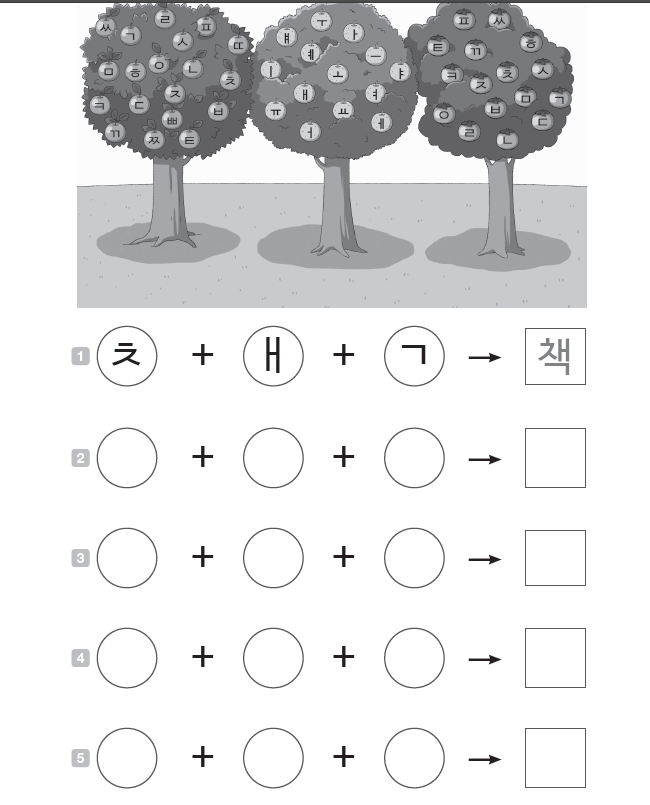 ㅆ ㄱ ㄹ ㅍ ㅅ ㄸ
ㅁ ㅎ ㅇ ㄴ ㅊ
ㅋ ㄷ ㅈ ㅂ
ㄲ ㅃ ㅉ ㅌ
ㅒ ㅜ ㅏ
ㅖ ㅡ
ㅣ ㅗ ㅑ
ㅐ ㅕ
ㅠ ㅛ ㅔ
ㅓ
ㅍ ㅆ
ㅌ ㄲ ㅎ
ㅋ ㅈ ㅊ ㅅ
ㅇ ㅂ ㅁ ㄱ
ㄹ ㄴ ㄷ
1 ㅊ + ㅐ + ㄱ → 책
2 + + →
3 + + →
4 + + →
5 + + →